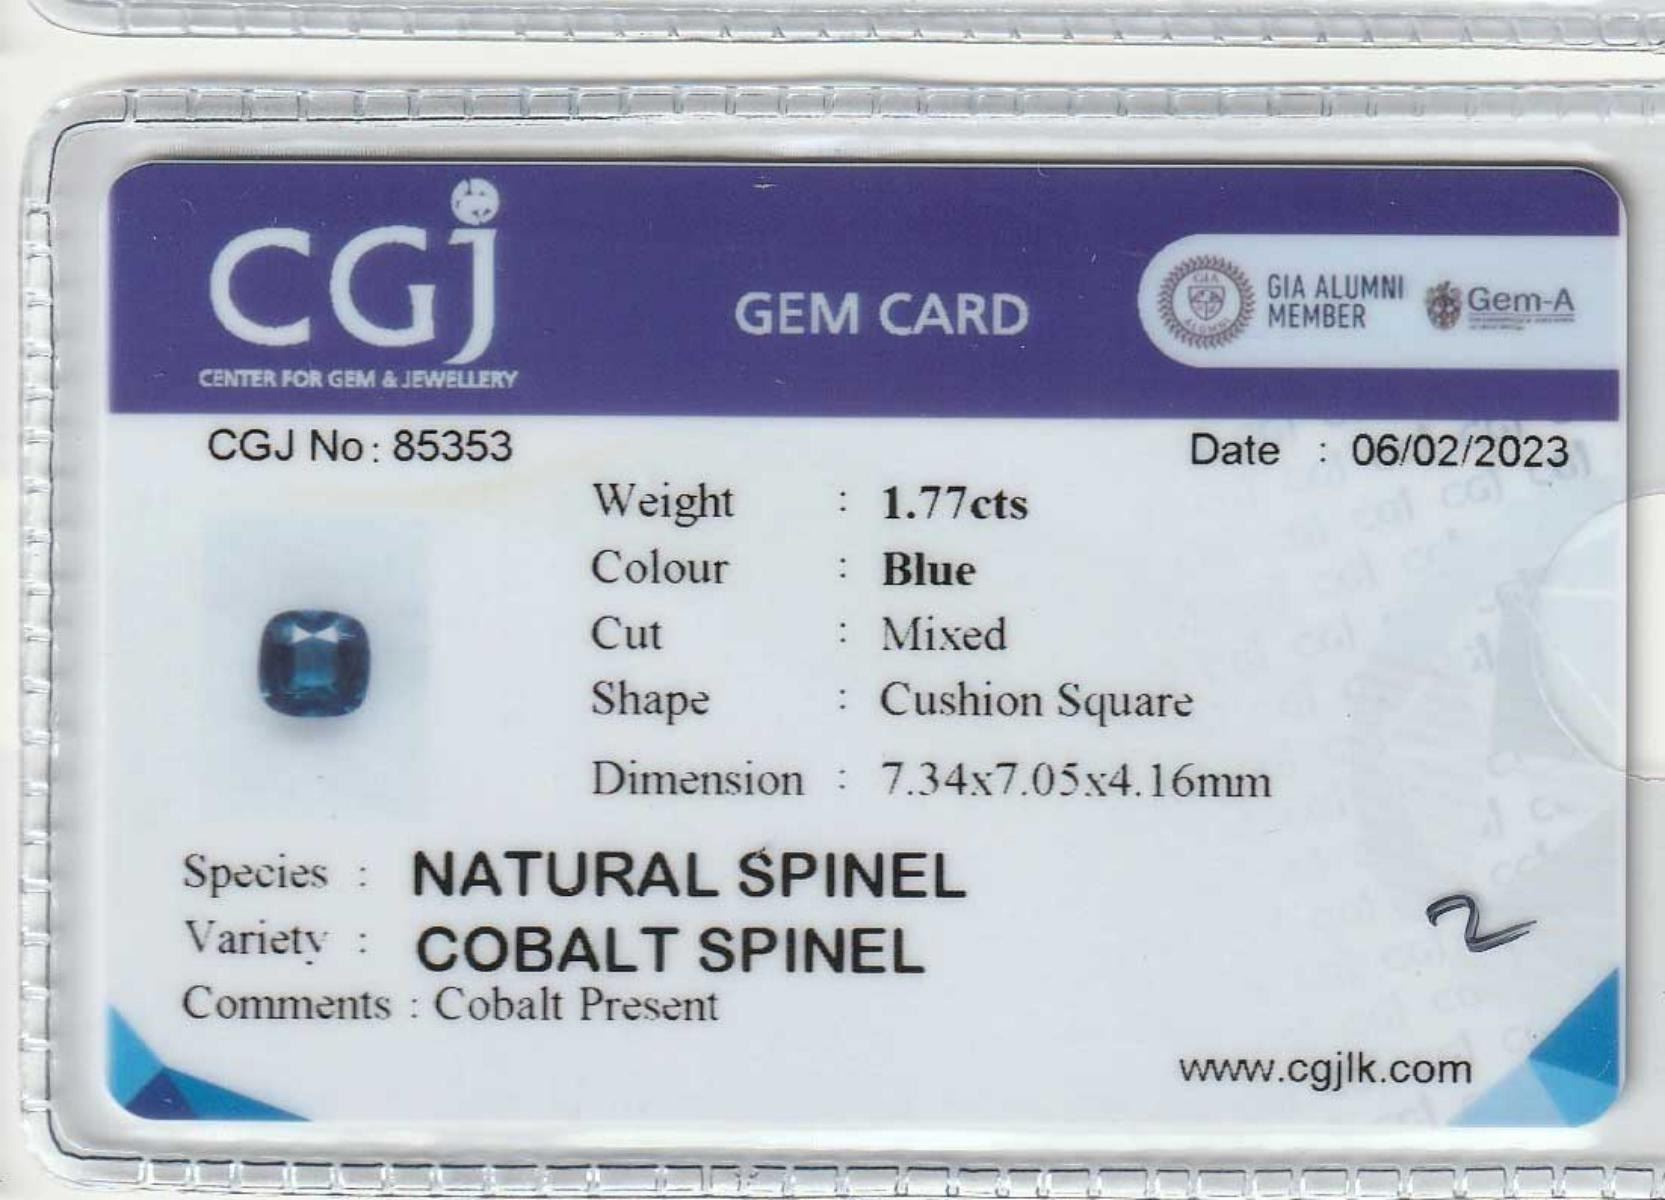 CGJ
CENTER FOR GEM & JEWELLERY
GEM CARD
GIA ALUMNI
MEMBER
Gem-A
CGJ No : 85353
Date : 06/02/2023
Weight : 1.77cts
Colour : Blue
Cut : Mixed
Shape : Cushion Square
Dimension : 7.34x7.05x4.16mm
Species : NATURAL SPINEL
Variety : COBALT SPINEL
Comments : Cobalt Present
2
www.cgjlk.com